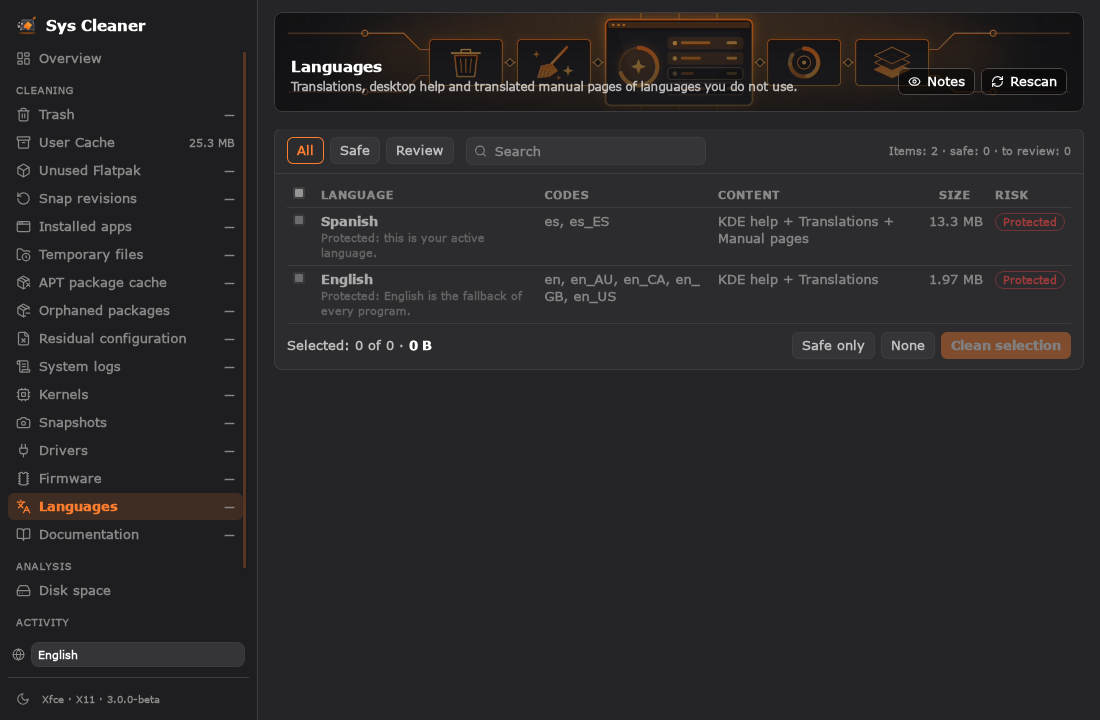 Sys Cleaner
Overview
CLEANING
Trash —
User Cache 25.3 MB
Unused Flatpak —
Snap revisions —
Installed apps —
Temporary files —
APT package cache —
Orphaned packages —
Residual configuration —
System logs —
Kernels —
Snapshots —
Drivers —
Firmware —
Languages —
Documentation —
ANALYSIS
Disk space
ACTIVITY
English
Xfce · X11 · 3.0.0-beta
Languages
Translations, desktop help and translated manual pages of languages you do not use.
Notes Rescan
All Safe Review Search Items: 2 · safe: 0 · to review: 0
LANGUAGE CODES CONTENT SIZE RISK
Spanish es, es_ES KDE help + Translations + 13.3 MB Protected
Protected: this is your active Manual pages
language.
English en, en_AU, en_CA, en_ KDE help + Translations 1.97 MB Protected
Protected: English is the fallback of GB, en_US
every program.
Selected: 0 of 0 · 0 B Safe only None Clean selection